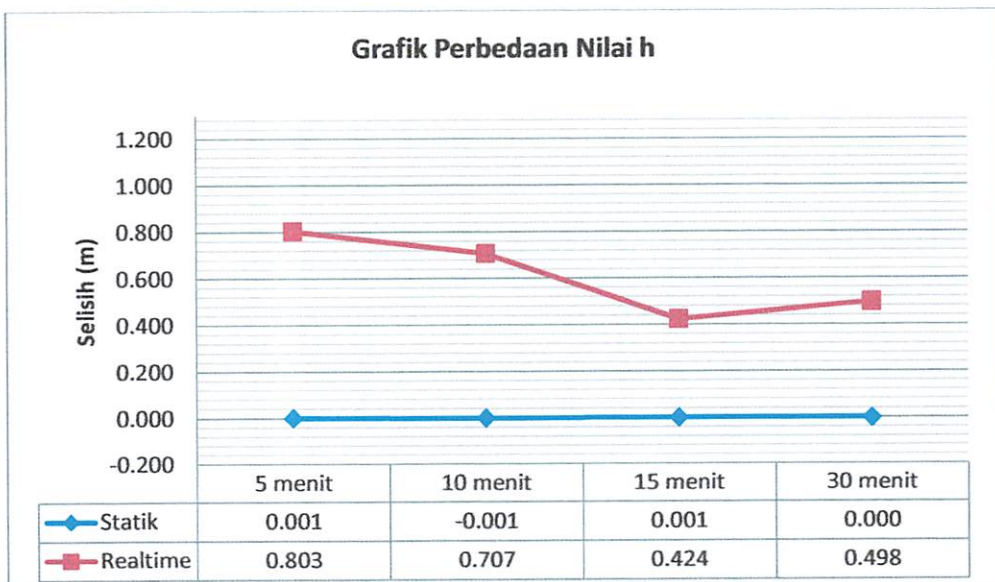 Grafik Perbedaan Nilai h
Selisih (m)
1.200
1.000
0.800
0.600
0.400
0.200
0.000
-0.200
5 menit 10 menit 15 menit 30 menit
Statik 0.001 -0.001 0.001 0.000
Realtime 0.803 0.707 0.424 0.498